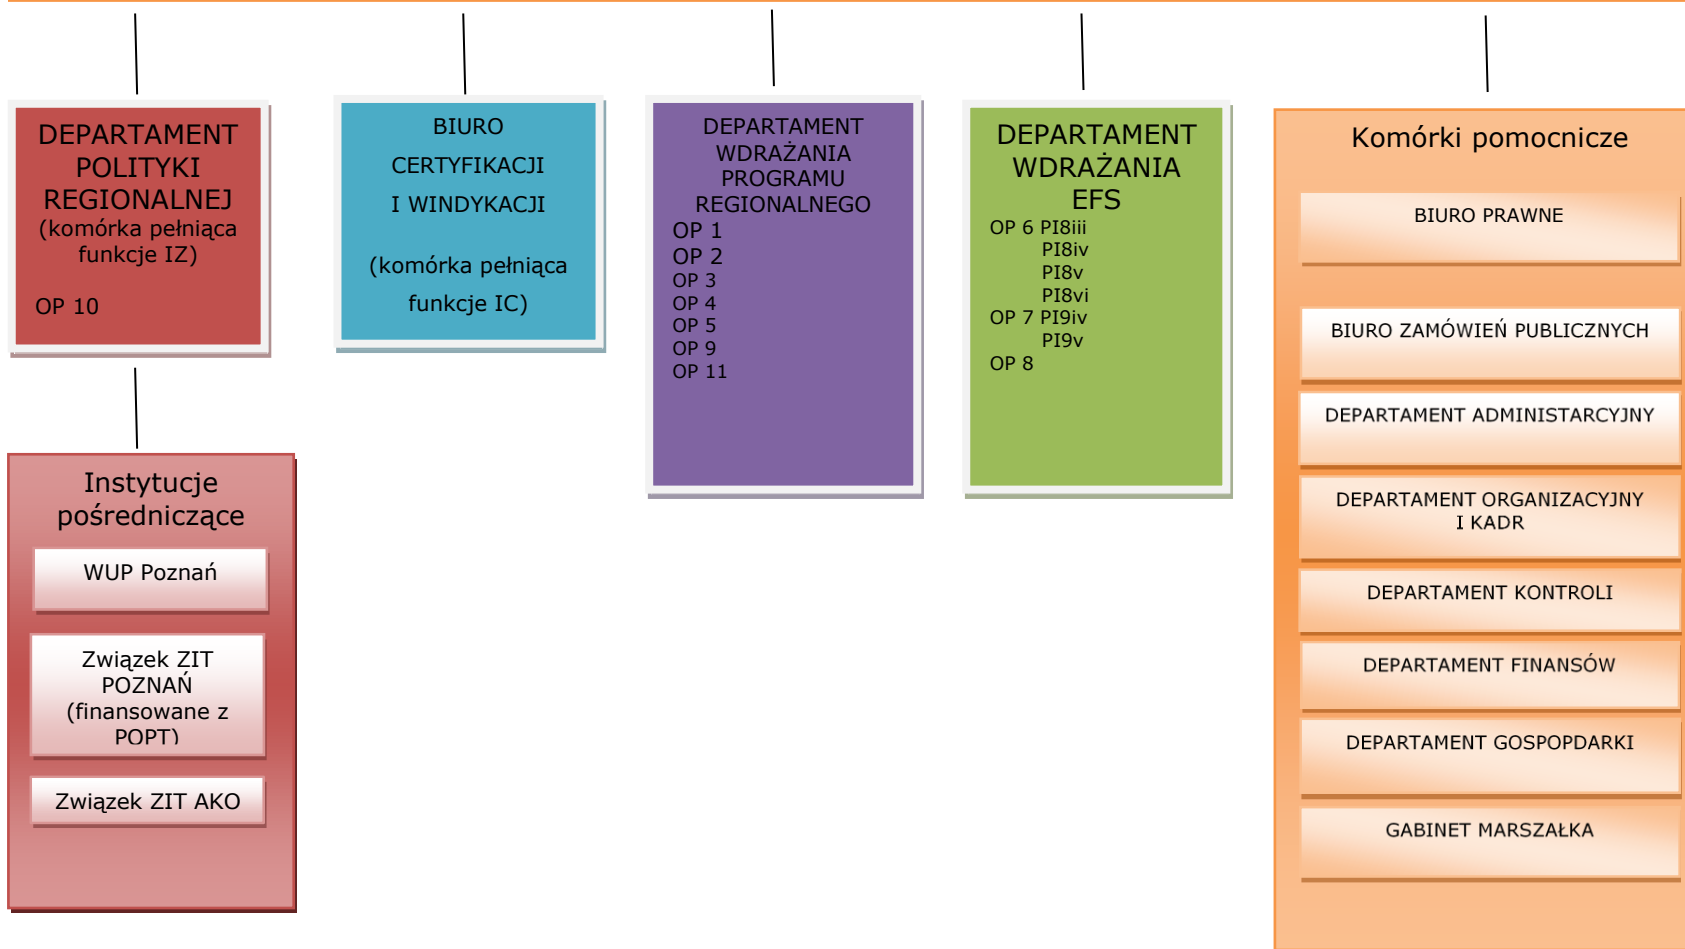 DEPARTAMENT
POLITYKI
REGIONALNEJ
(komórka pełniąca
funkcje IZ)
OP 10
BIURO
CERTYFIKACJI
I WINDYKACJI
(komórka pełniąca
funkcje IC)
DEPARTAMENT
WDRAŻANIA
PROGRAMU
REGIONALNEGO
OP 1
OP 2
OP 3
OP 4
OP 5
OP 9
OP 11
DEPARTAMENT
WDRAŻANIA
EFS
OP 6 PI8iii
PI8iv
PI8v
PI8vi
OP 7 PI9iv
PI9v
OP 8
Komórki pomocnicze
BIURO PRAWNE
BIURO ZAMÓWIEŃ PUBLICZNYCH
DEPARTAMENT ADMINISTARCYJNY
DEPARTAMENT ORGANIZACYJNY
I KADR
DEPARTAMENT KONTROLI
DEPARTAMENT FINANSÓW
DEPARTAMENT GOSPOPDARKI
GABINET MARSZAŁKA
Instytucje
pośredniczące
WUP Poznań
Związek ZIT
POZNAŃ
(finansowane z
POPT)
Związek ZIT AKO